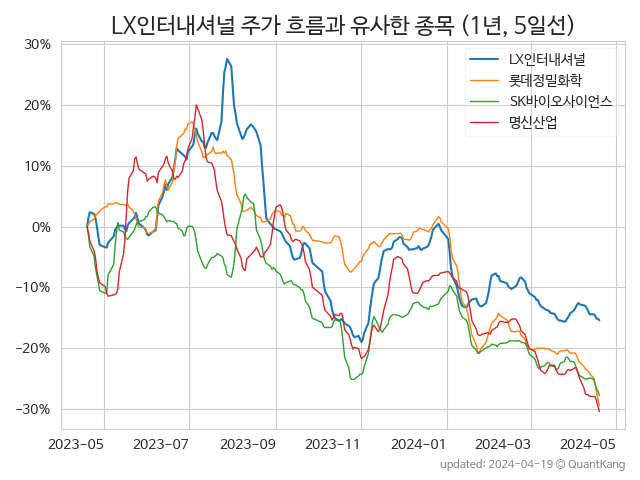 LX인터내셔널 주가 흐름과 유사한 종목 (1년, 5일선)
30%
20%
10%
0%
−10%
−20%
−30%
LX인터내셔널
롯데정밀화학
SK바이오사이언스
명신산업
2023-05
2023-07
2023-09
2023-11
2024-01
2024-03
2024-05
updated: 2024-04-19 © QuantKang